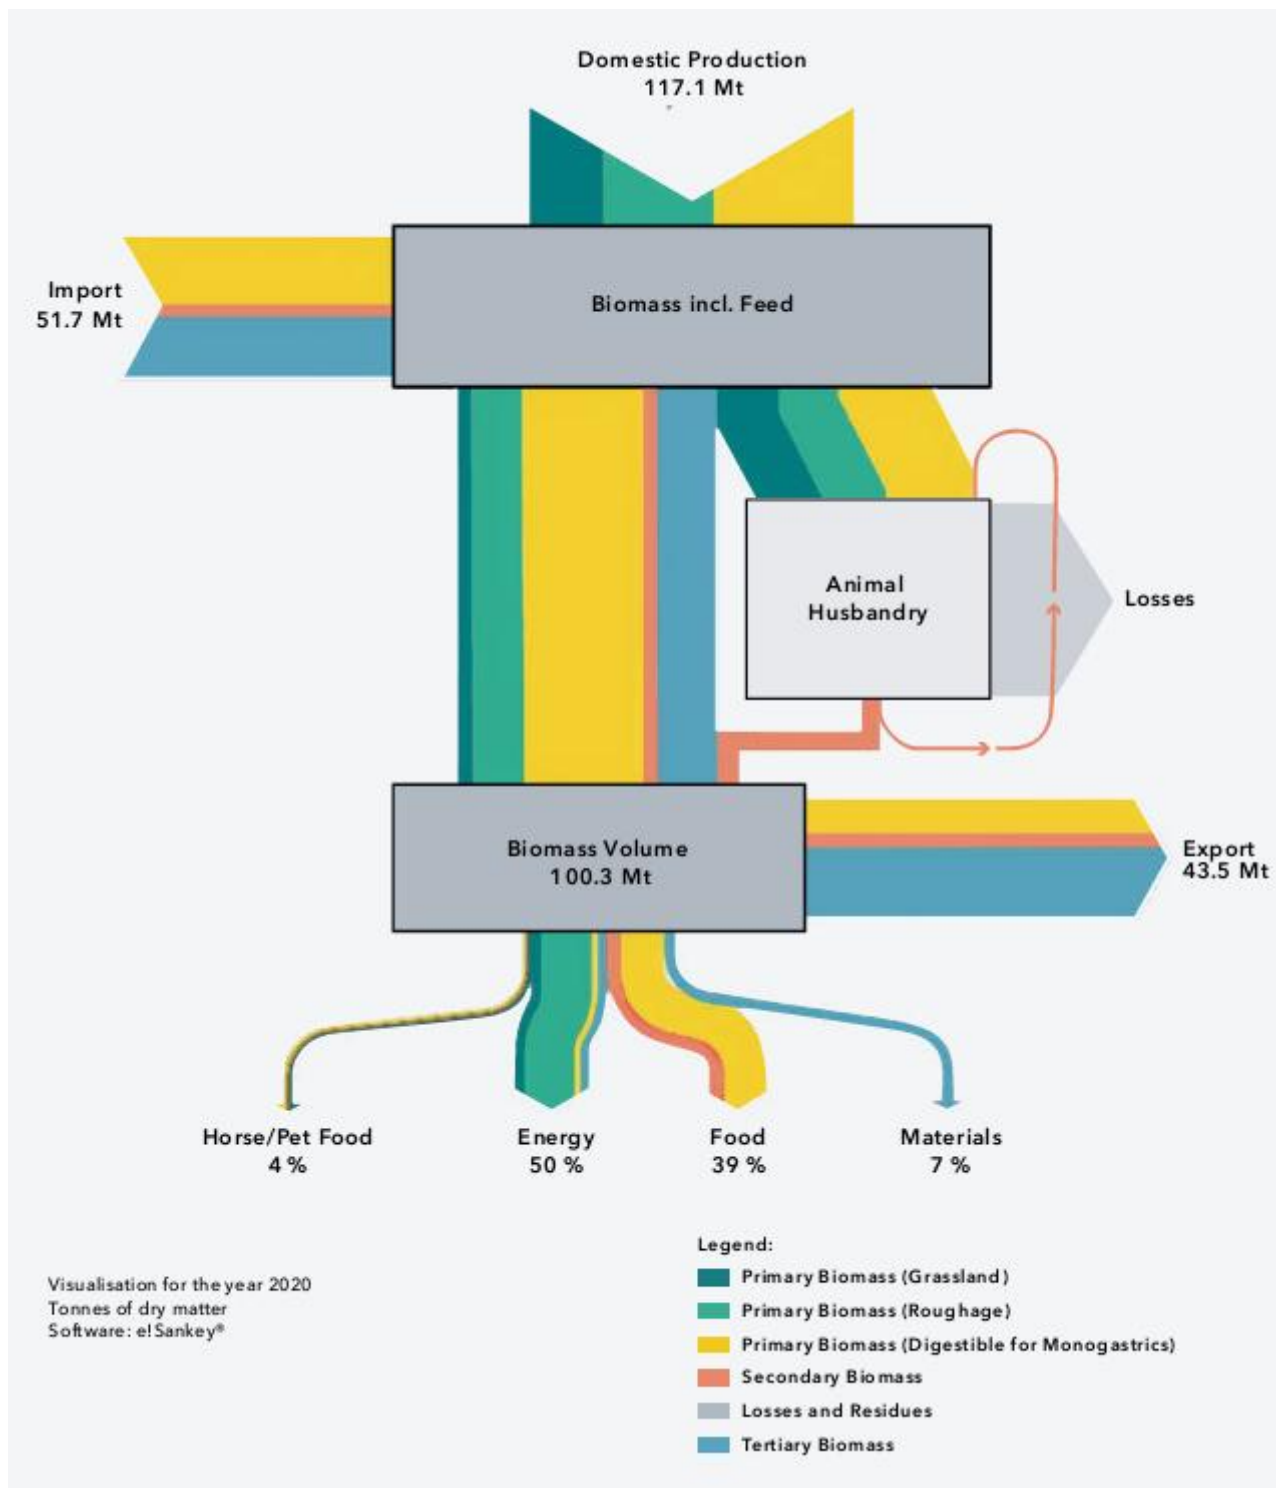 Domestic Production
117.1 Mt
Import
51.7 Mt
Biomass incl. Feed
Animal
Husbandry
Losses
Biomass Volume
100.3 Mt
Export
43.5 Mt
Horse/Pet Food
4 %
Energy
50 %
Food
39 %
Materials
7 %
Visualisation for the year 2020
Tonnes of dry matter
Software: e!Sankey®
Legend:
Primary Biomass (Grassland)
Primary Biomass (Roughage)
Primary Biomass (Digestible for Monogastrics)
Secondary Biomass
Losses and Residues
Tertiary Biomass